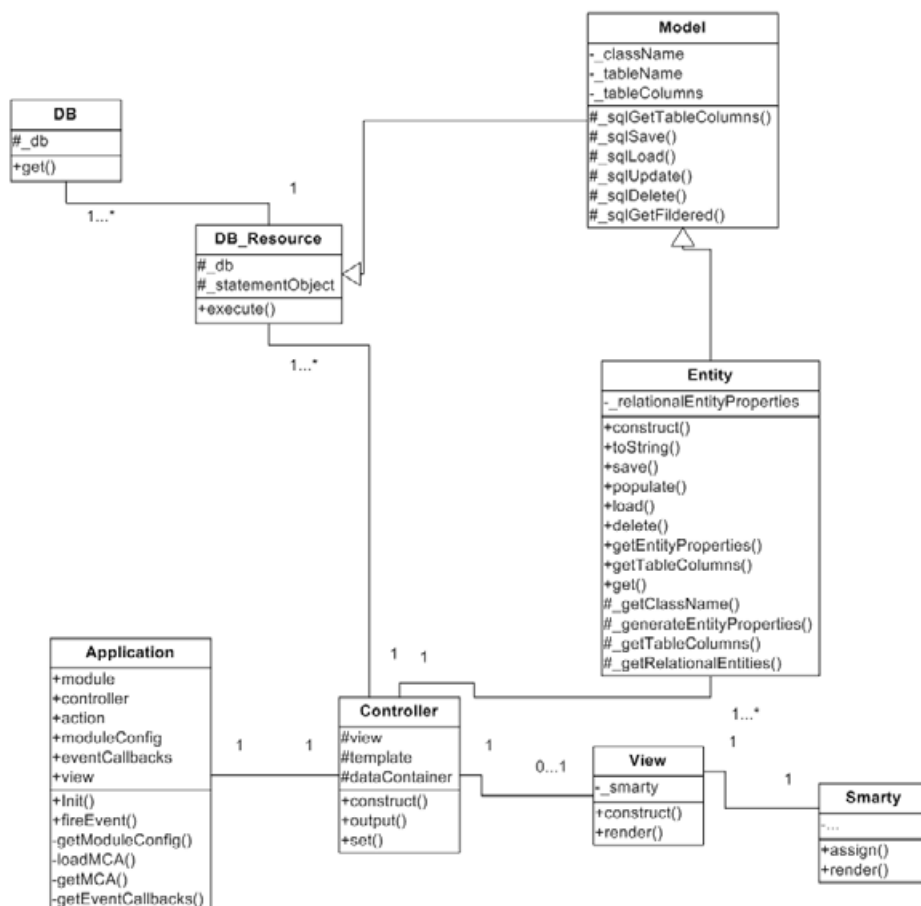 Model
-_className
-_tableName
-_tableColumns
#_sqlGetTableColumns()
#_sqlSave()
#_sqlLoad()
#_sqlUpdate()
#_sqlDelete()
#_sqlGetFildered()
DB
#_db
+get()
1
1...*
DB_Resource
#_db
#_statementObject
+execute()
1...*
Entity
-_relationalEntityProperties
+construct()
+toString()
+save()
+populate()
+load()
+delete()
+getEntityProperties()
+getTableColumns()
+get()
#_getClassName()
#_generateEntityProperties()
#_getTableColumns()
#_getRelationalEntities()
Application
+module
+controller
+action
+moduleConfig
+eventCallbacks
+view
+Init()
+fireEvent()
-getModuleConfig()
-loadMCA()
-getMCA()
-getEventCallbacks()
1
1
1
1
Controller
#view
#template
#dataContainer
+construct()
+output()
+set()
1...*
1
0...1
View
-_smarty
+construct()
+render()
1
1
Smarty
-...
+assign()
+render()